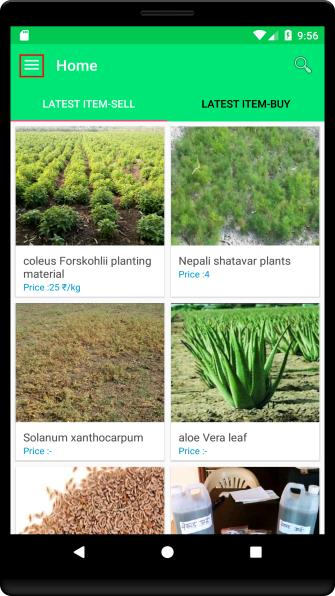 9:56
Home
LATEST ITEM-SELL
LATEST ITEM-BUY
coleus Forskohlii planting
material
Price :25 ₹/kg
Nepali shatavar plants
Price :4
Solanum xanthocarpum
Price :-
aloe Vera leaf
Price :-